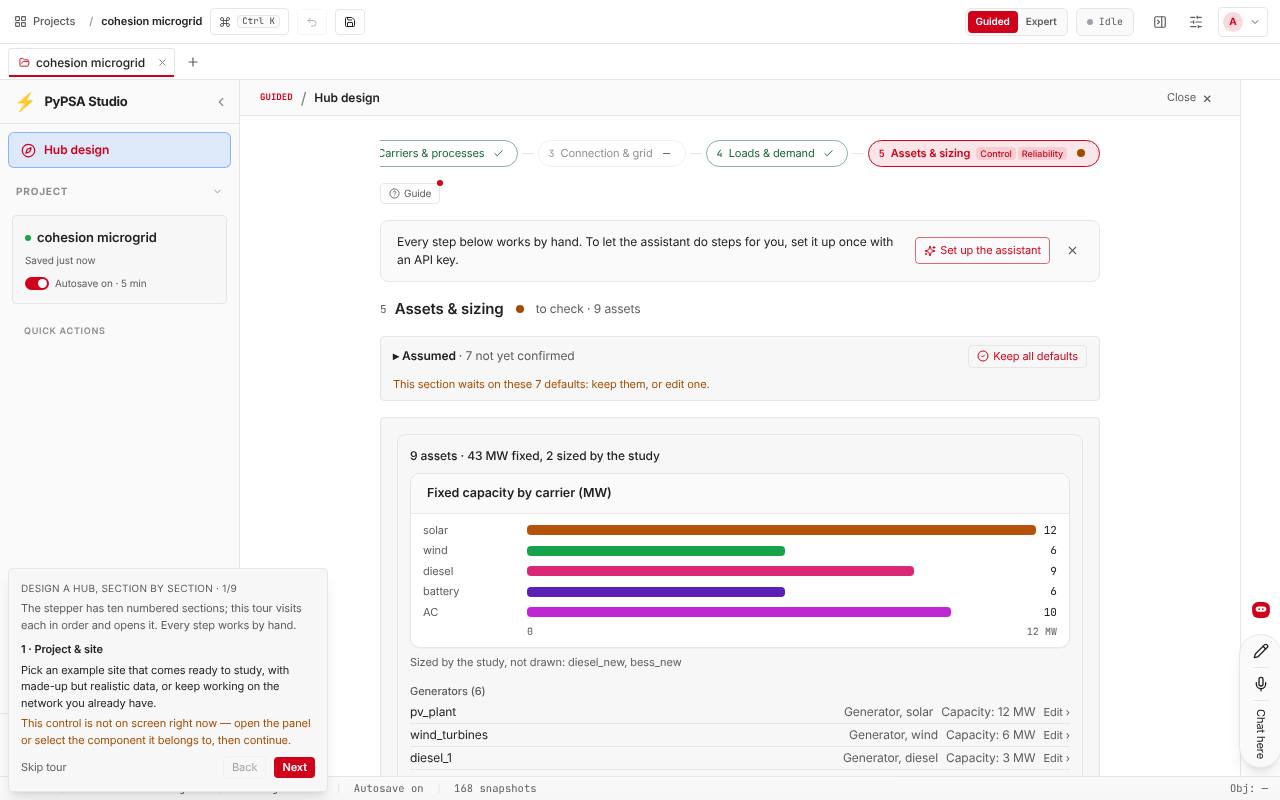 Projects / cohesion microgrid ⌘ Ctrl K
Guided Expert Idle A
cohesion microgrid
PyPSA Studio
Hub design
PROJECT
cohesion microgrid
Saved just now
Autosave on · 5 min
QUICK ACTIONS
GUIDED / Hub design
Close
Carriers & processes
3 Connection & grid
4 Loads & demand
5 Assets & sizing Control Reliability
Guide
Every step below works by hand. To let the assistant do steps for you, set it up once with
an API key.
Set up the assistant
5 Assets & sizing to check · 9 assets
▸ Assumed · 7 not yet confirmed
Keep all defaults
This section waits on these 7 defaults: keep them, or edit one.
9 assets · 43 MW fixed, 2 sized by the study
Fixed capacity by carrier (MW)
solar 12
wind 6
diesel 9
battery 6
AC 10
0 12 MW
Sized by the study, not drawn: diesel_new, bess_new
Generators (6)
pv_plant Generator, solar Capacity: 12 MW Edit ›
wind_turbines Generator, wind Capacity: 6 MW Edit ›
diesel_1 Generator, diesel Capacity: 3 MW Edit ›
DESIGN A HUB, SECTION BY SECTION · 1/9
The stepper has ten numbered sections; this tour visits
each in order and opens it. Every step works by hand.
1 · Project & site
Pick an example site that comes ready to study, with
made-up but realistic data, or keep working on the
network you already have.
This control is not on screen right now — open the panel
or select the component it belongs to, then continue.
Skip tour Back Next
Chat here
Autosave on 168 snapshots Obj: —